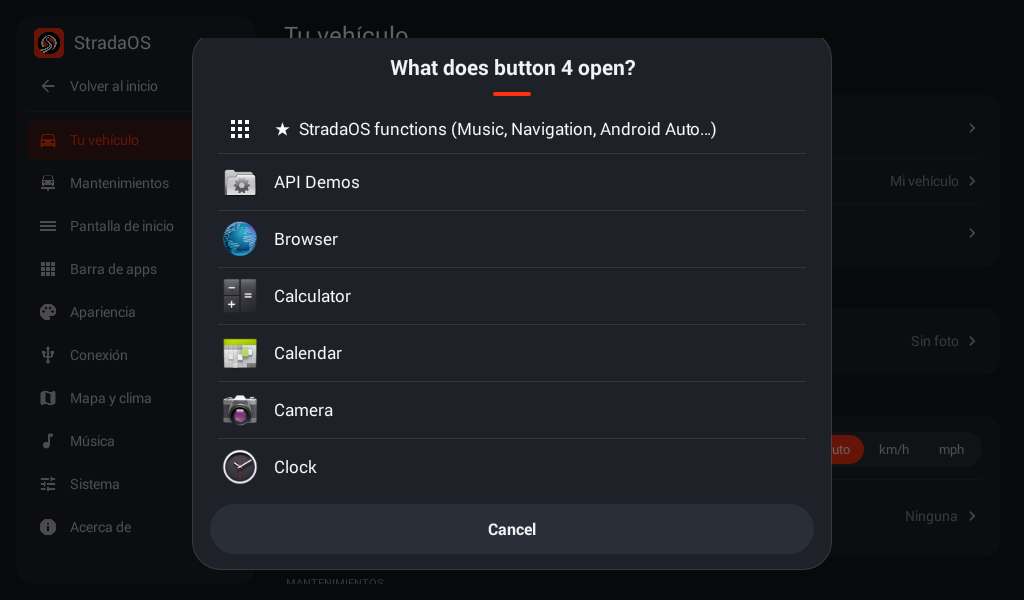 StradaOS
Volver al inicio
Tu vehículo
Mantenimientos
Pantalla de inicio
Barra de apps
Apariencia
Conexión
Mapa y clima
Música
Sistema
Acerca de
Tu vehículo
What does button 4 open?
★ StradaOS functions (Music, Navigation, Android Auto...)
API Demos
Browser
Calculator
Calendar
Camera
Clock
Cancel
Mi vehículo
Sin foto
uto km/h mph
Ninguna
MANTENIMIENTOS